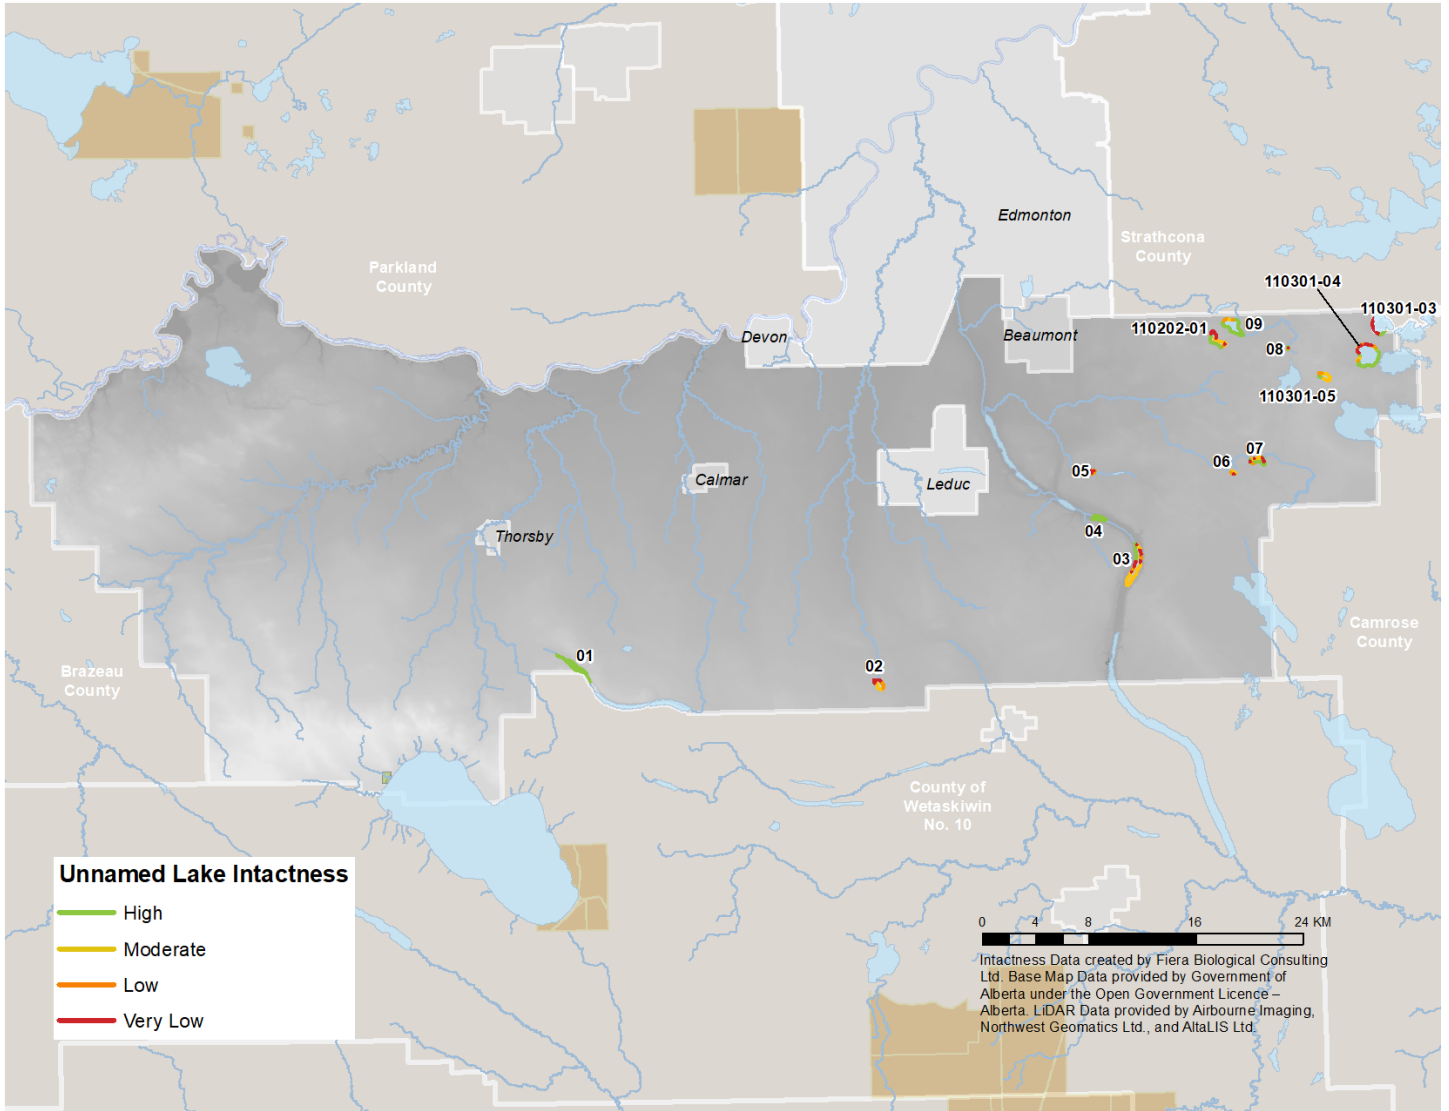 Edmonton
Strathcona
County
Parkland
County
110301-04
110301-03
110202-01
09
Devon
Beaumont
08
110301-05
07
06
05
Calmar
Leduc
04
Thorsby
03
01
02
Camrose
County
Brazeau
County
County of
Wetaskiwin
No. 10
Unnamed Lake Intactness
High
Moderate
Low
Very Low
0 4 8 16 24 KM
Intactness Data created by Fiera Biological Consulting
Ltd. Base Map Data provided by Government of
Alberta under the Open Government Licence –
Alberta. LiDAR Data provided by Airbourne Imaging,
Northwest Geomatics Ltd., and AltaLIS Ltd.